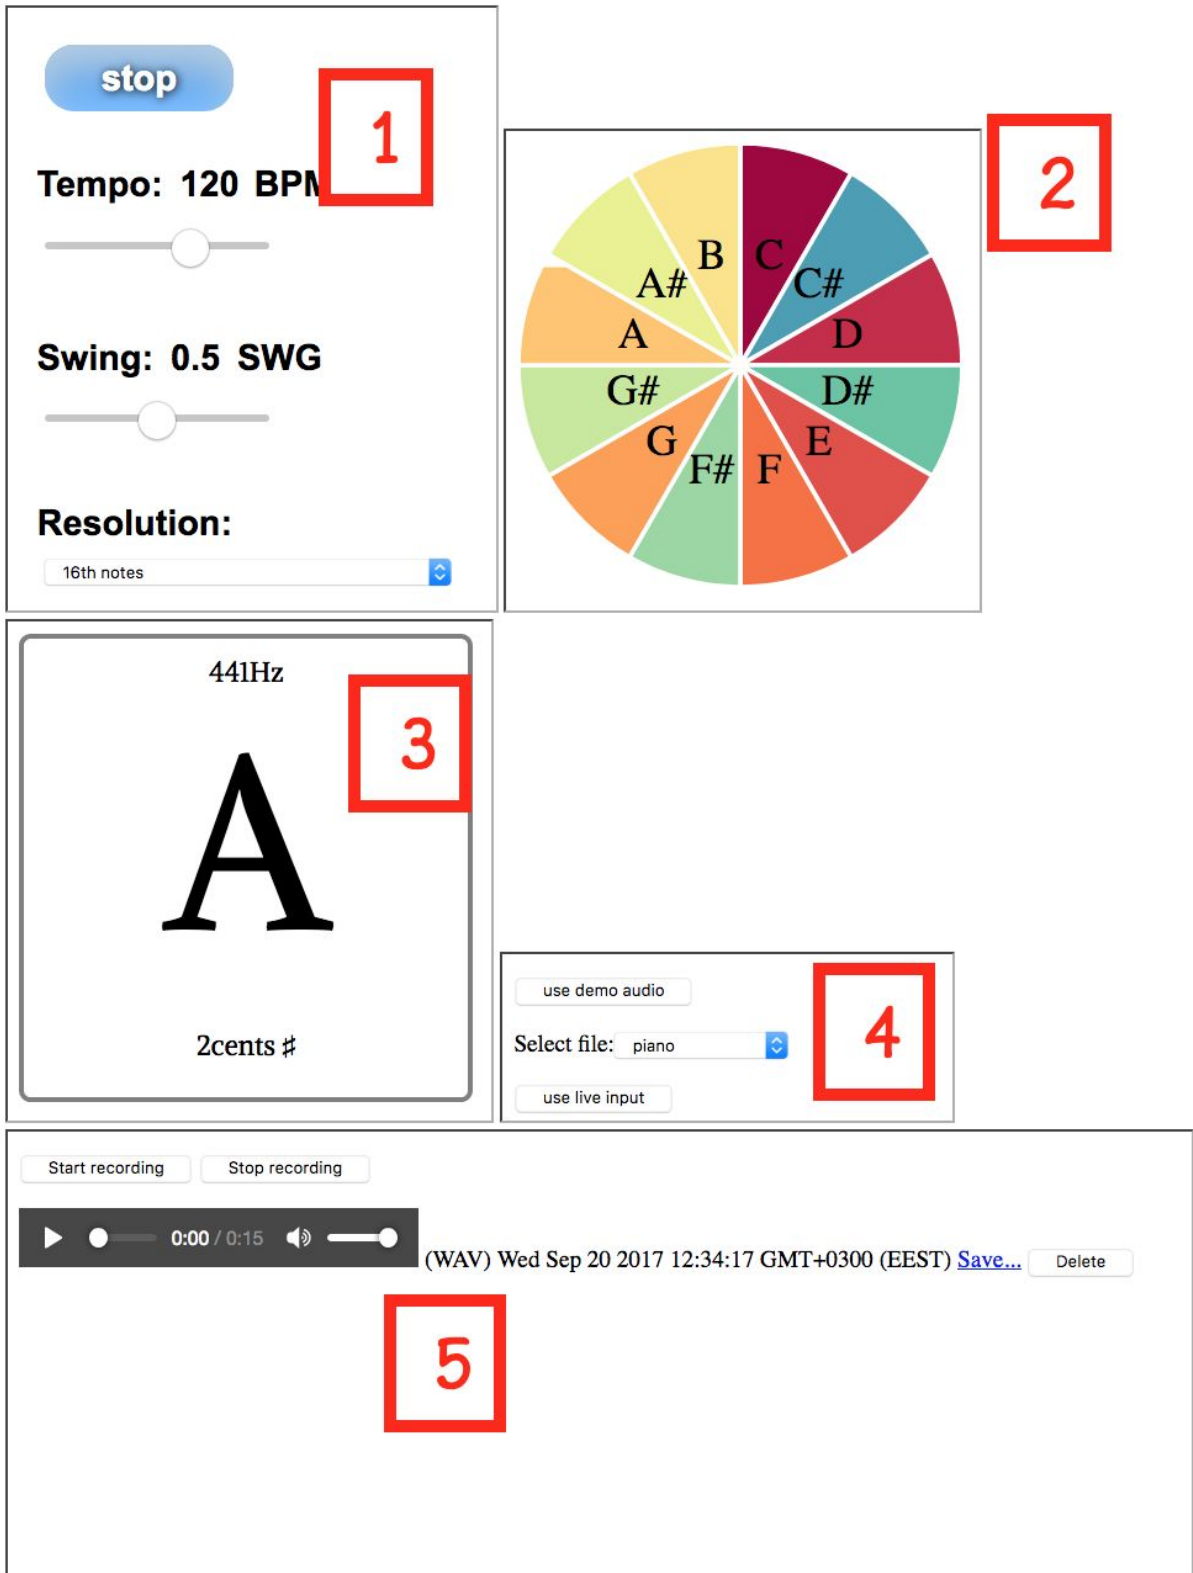 stop
1
Tempo: 120 BPM
Swing: 0.5 SWG
Resolution:
16th notes
2
B
C
A#
C#
A
D
G#
D#
G
E
F#
F
441Hz
3
A
2cents ♯
use demo audio
4
Select file: piano
use live input
Start recording
Stop recording
0:00 / 0:15
(WAV) Wed Sep 20 2017 12:34:17 GMT+0300 (EEST) Save... Delete
5